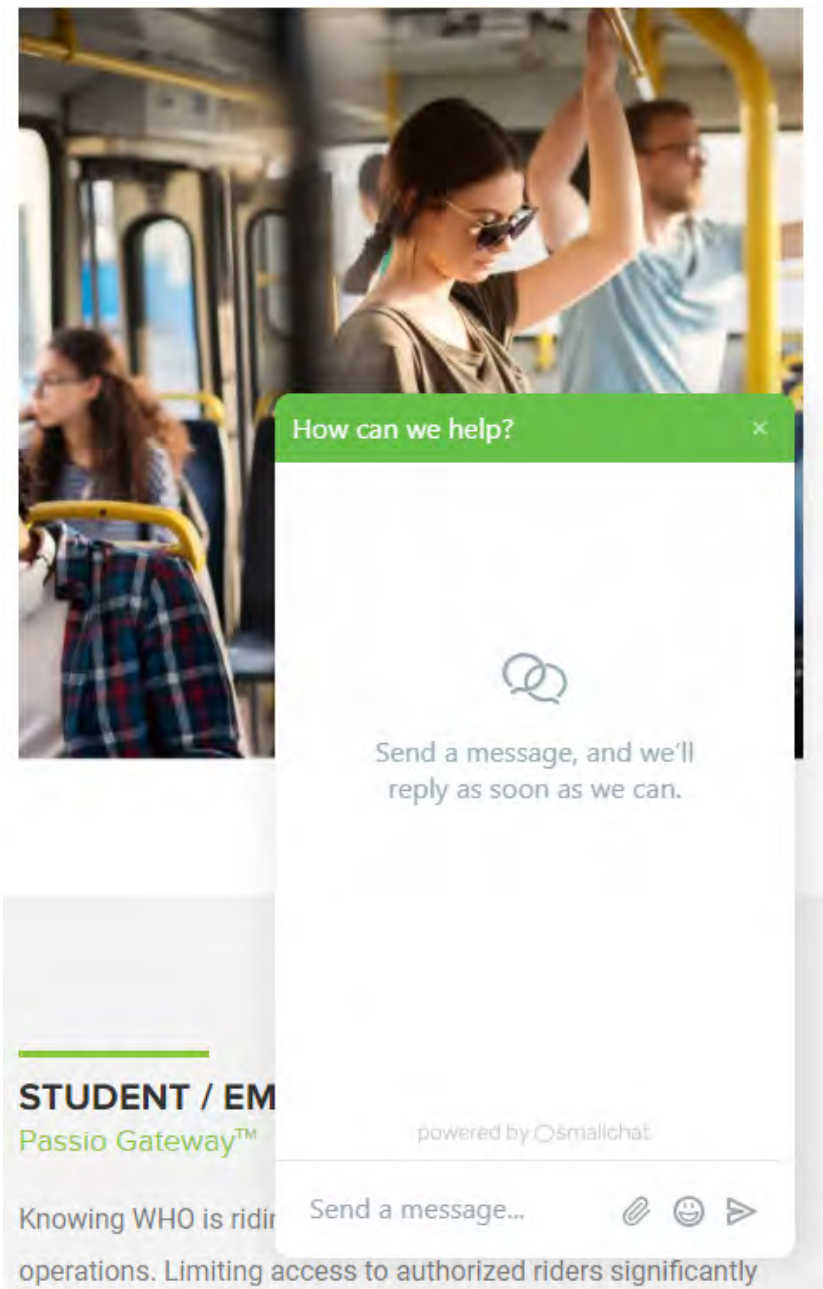 How can we help?
Send a message, and we'll
reply as soon as we can.
powered by smallchat
Send a message...
STUDENT / EM
Passio Gateway™
Knowing WHO is ridin
operations. Limiting access to authorized riders significantly